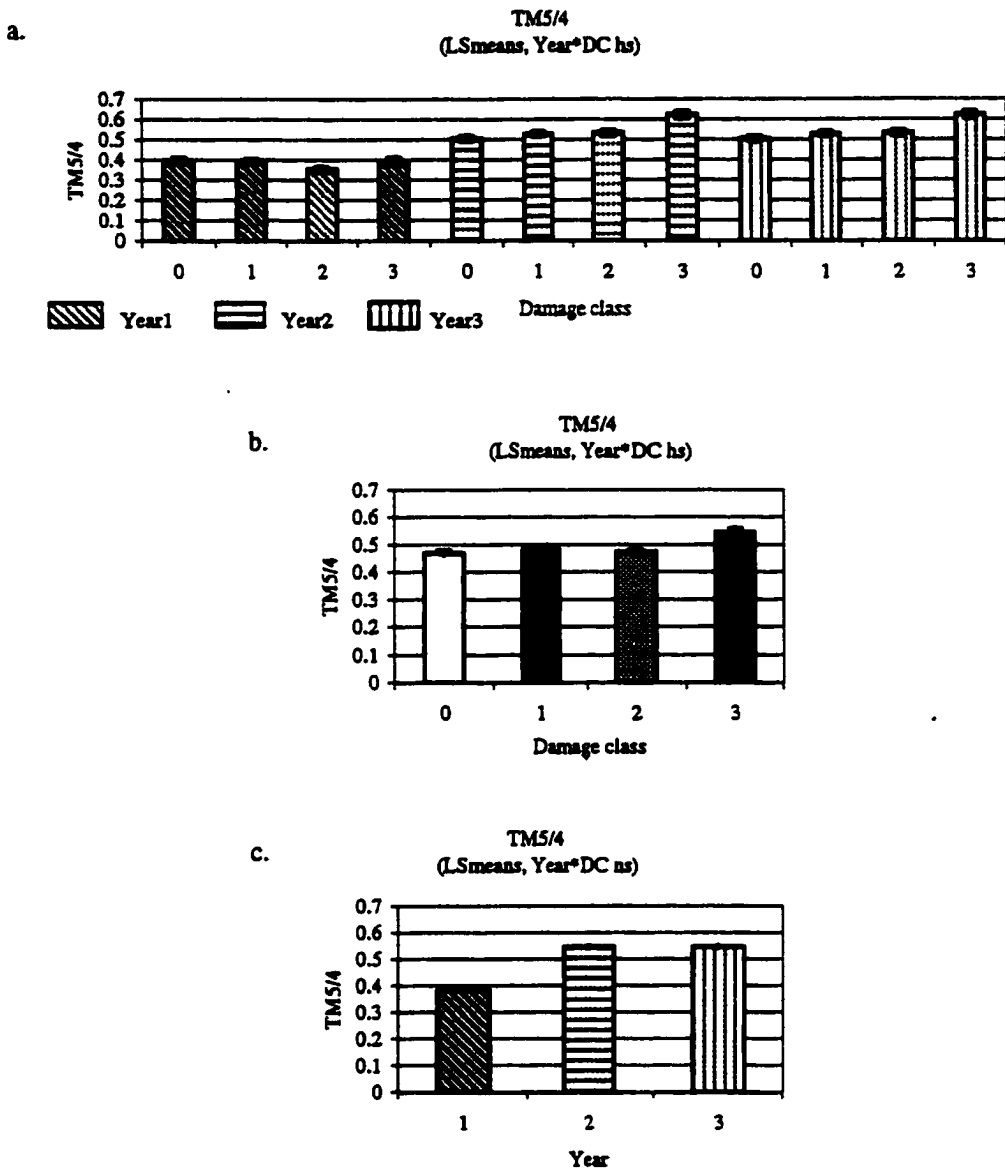 a.
TM5/4
(LSmeans, Year*DC hs)
TM5/4
0.7
0.6
0.5
0.4
0.3
0.2
0.1
0
0 1 2 3 0 1 2 3 0 1 2 3
Year1 Year2 Year3 Damage class
b.
TM5/4
(LSmeans, Year*DC hs)
TM5/4
0.7
0.6
0.5
0.4
0.3
0.2
0.1
0
0 1 2 3
Damage class
c.
TM5/4
(LSmeans, Year*DC ns)
TM5/4
0.7
0.6
0.5
0.4
0.3
0.2
0.1
0
1 2 3
Year